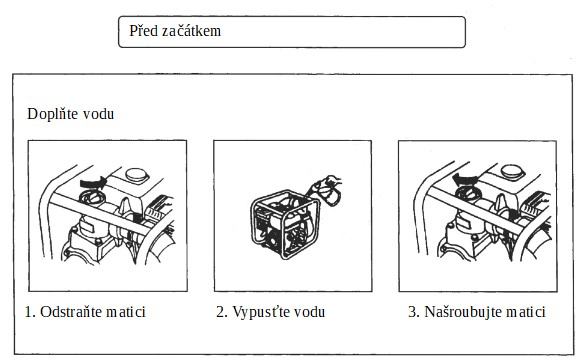 Před začátkem
Doplňte vodu
1. Odstraňte matici
2. Vypusťte vodu
3. Našroubujte matici